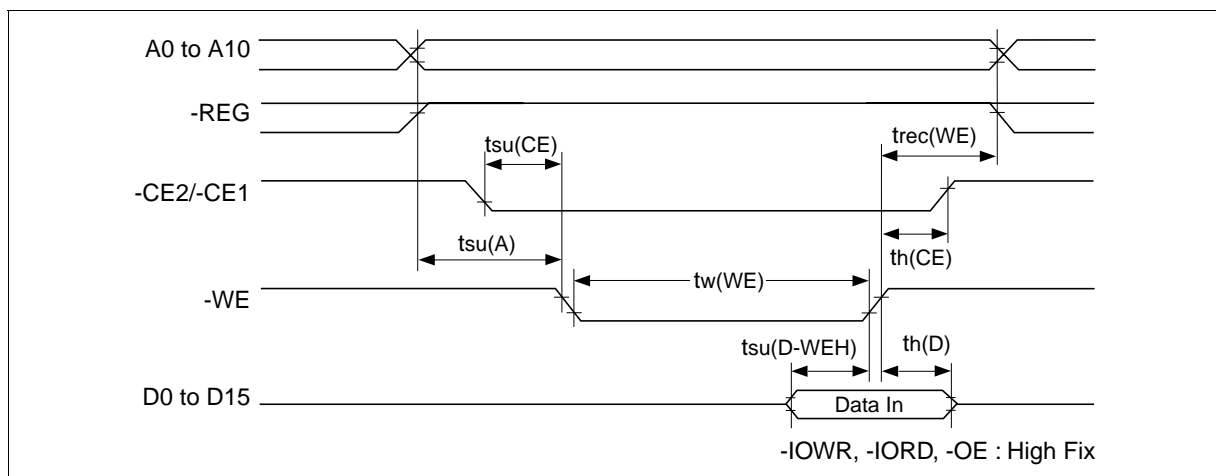 A0 to A10
-REG
tsu(CE)
trec(WE)
-CE2/-CE1
tsu(A)
th(CE)
-WE
tw(WE)
tsu(D-WEH)
th(D)
D0 to D15
Data In
-IOWR, -IORD, -OE : High Fix